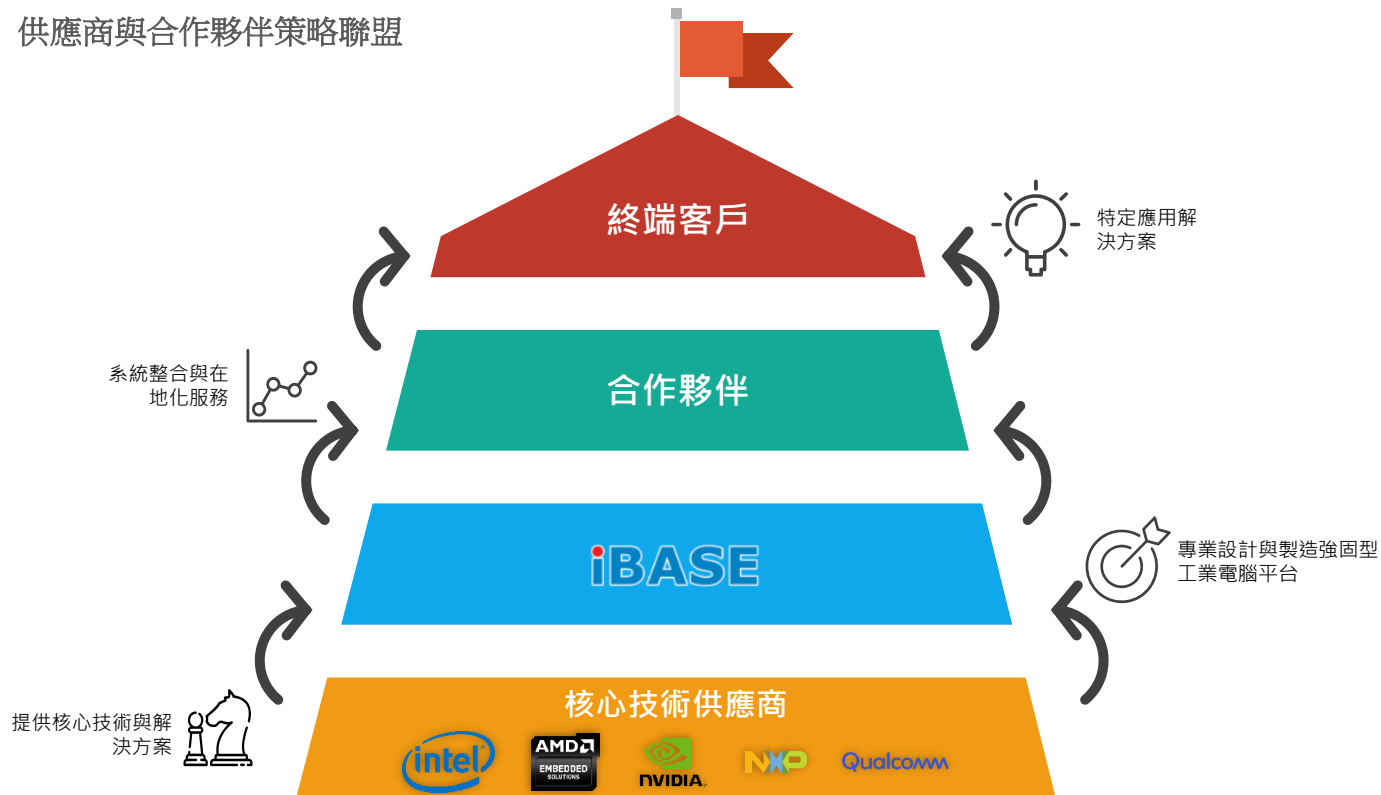 供應商與合作夥伴策略聯盟
終端客戶
特定應用解
決方案
系統整合與在
地化服務
合作夥伴
iBASE
專業設計與製造強固型
工業電腦平台
核心技術供應商
提供核心技術與解
決方案
intel
AMD
EMBEDDED
SOLUTIONS
NVIDIA
NXP
Qualcomm